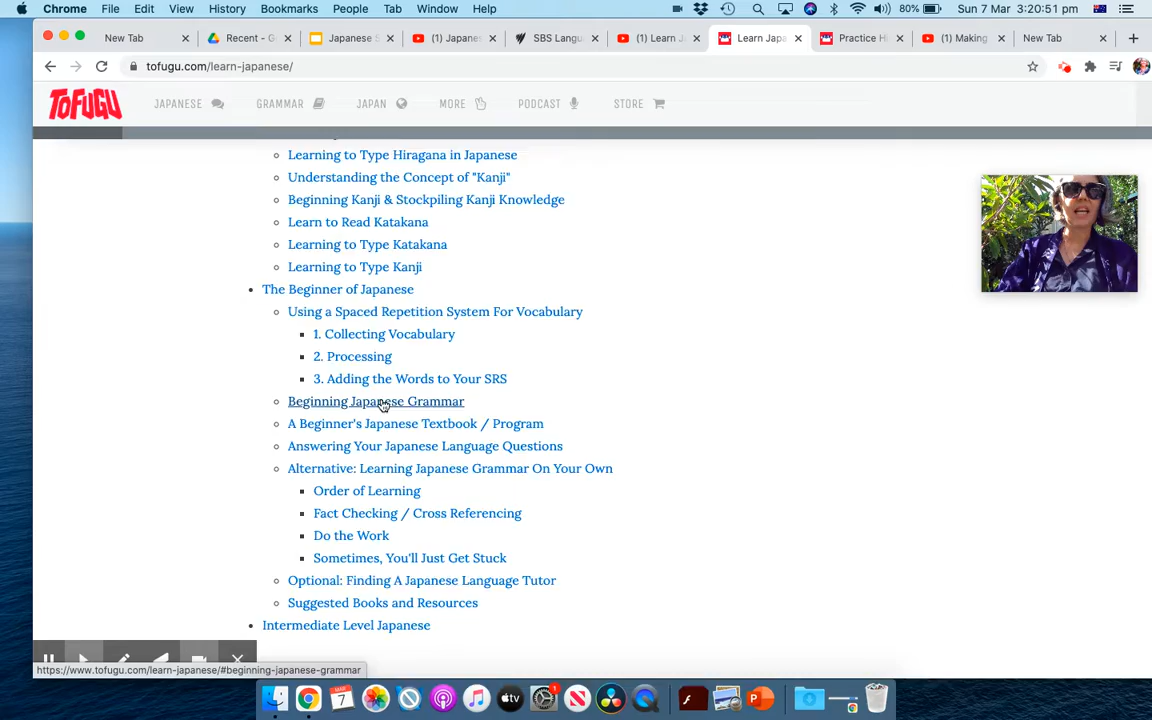 Chrome File Edit View History Bookmarks People Tab Window Help 80% Sun 7 Mar 3:20:51 pm
New Tab Recent - G Japanese S (1) Japanes SBS Langu (1) Learn J Learn Japa Practice Hi (1) Making New Tab
tofugu.com/learn-japanese/
TOFUGU JAPANESE GRAMMAR JAPAN MORE PODCAST STORE
Learning to Type Hiragana in Japanese
Understanding the Concept of "Kanji"
Beginning Kanji & Stockpiling Kanji Knowledge
Learn to Read Katakana
Learning to Type Katakana
Learning to Type Kanji
The Beginner of Japanese
Using a Spaced Repetition System For Vocabulary
1. Collecting Vocabulary
2. Processing
3. Adding the Words to Your SRS
Beginning Japanese Grammar
A Beginner's Japanese Textbook / Program
Answering Your Japanese Language Questions
Alternative: Learning Japanese Grammar On Your Own
Order of Learning
Fact Checking / Cross Referencing
Do the Work
Sometimes, You'll Just Get Stuck
Optional: Finding A Japanese Language Tutor
Suggested Books and Resources
Intermediate Level Japanese
https://www.tofugu.com/learn-japanese/#beginning-japanese-grammar
MAR
7
tv
1